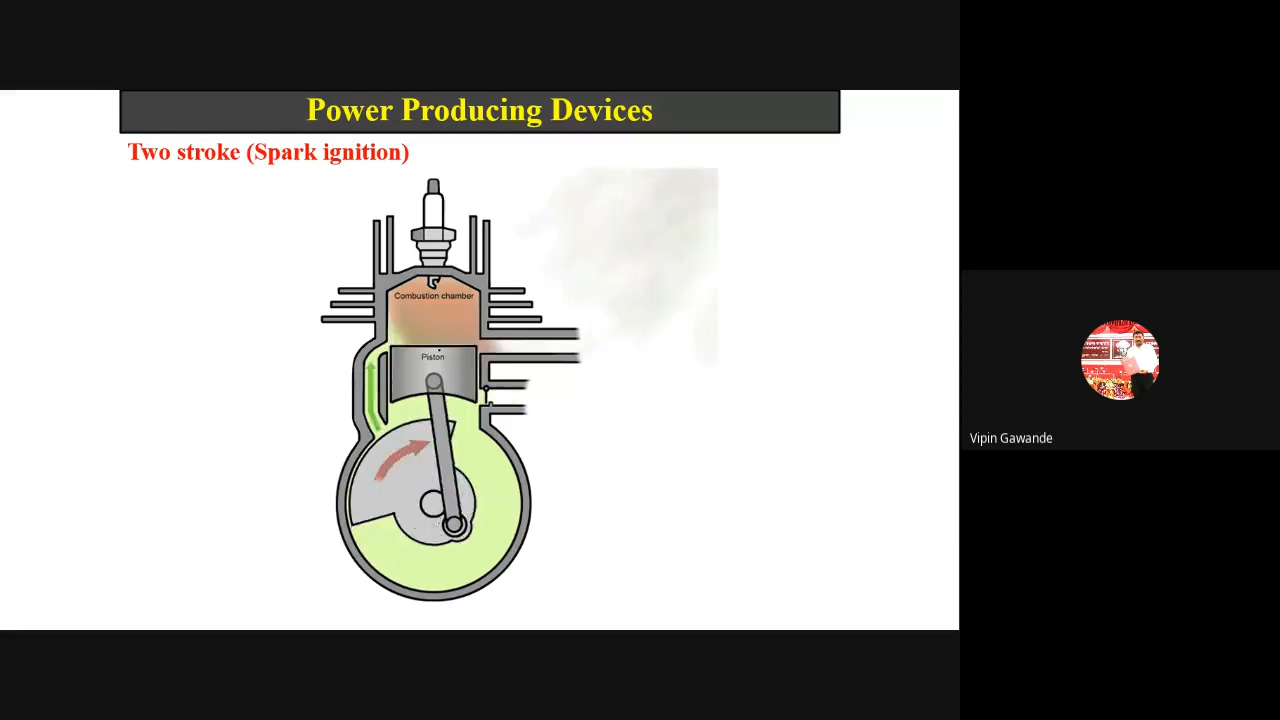 Power Producing Devices
Two stroke (Spark ignition)
Combustion chamber
Piston
Vipin Gawande